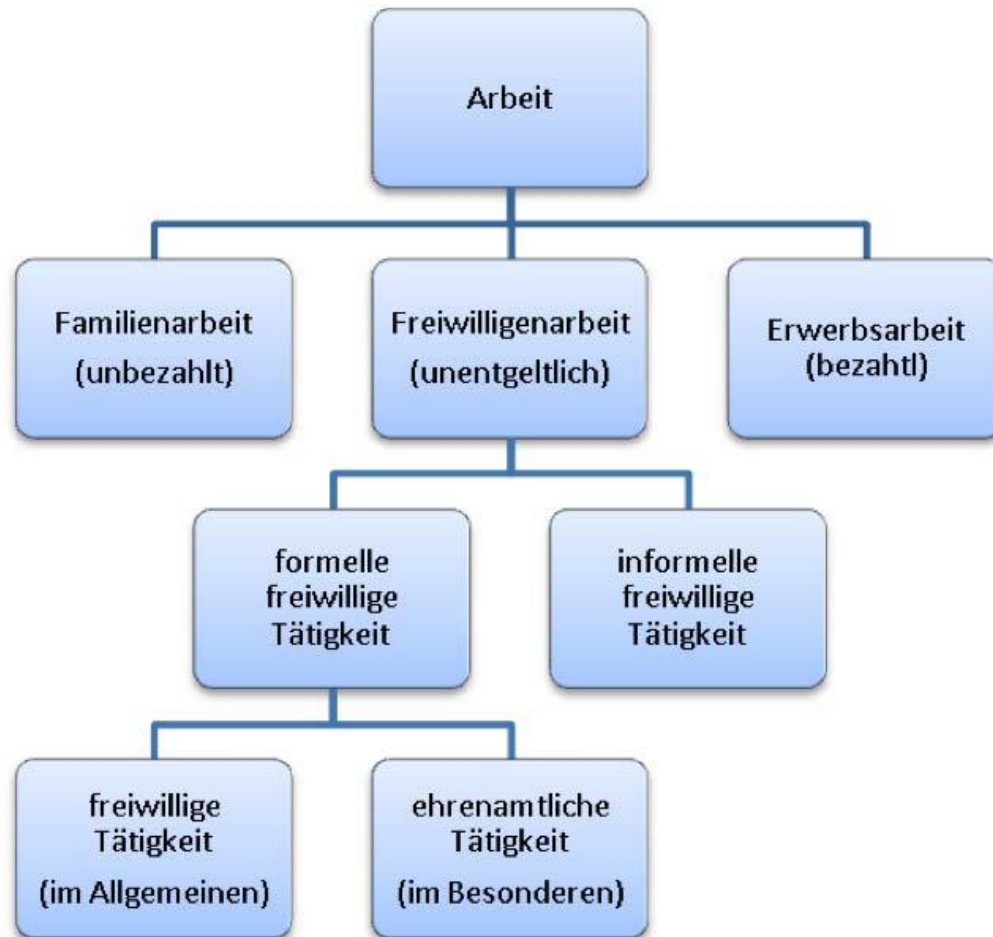 Arbeit
Familienarbeit
(unbezahlt)
Freiwilligenarbeit
(unentgeltlich)
Erwerbsarbeit
(bezahtl)
formelle
freiwillige
Tätigkeit
informelle
freiwillige
Tätigkeit
freiwillige
Tätigkeit
(im Allgemeinen)
ehrenamtliche
Tätigkeit
(im Besonderen)